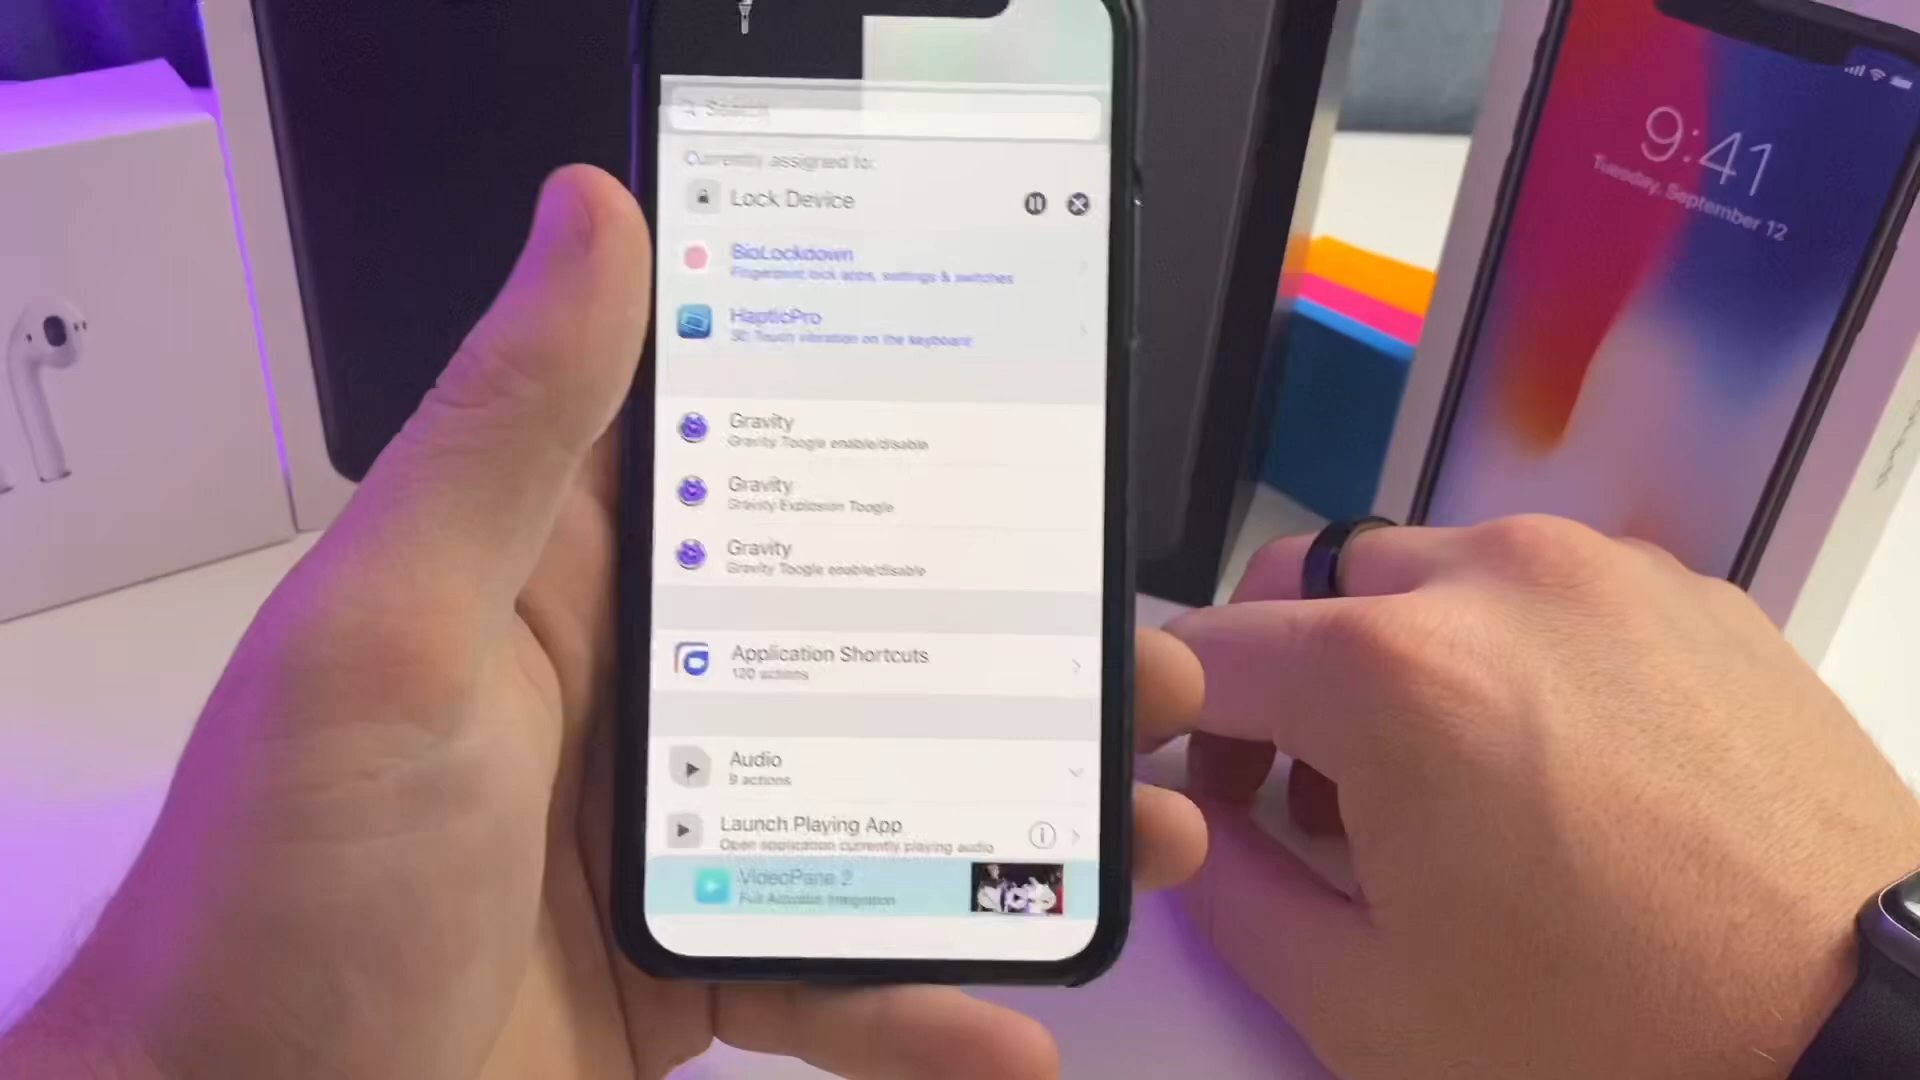 Search
Currently assigned to:
Lock Device
BioLockdown
Fingerprint lock apps, settings & switches
HapticPro
3D Touch vibration on the keyboard
Gravity
Gravity Toogle enable/disable
Gravity
Gravity Explosion Toogle
Gravity
Gravity Toogle enable/disable
Application Shortcuts
120 actions
Audio
9 actions
Launch Playing App
Open application currently playing audio
VideoPane 2
Full Activator Integration
9:41
Tuesday, September 12